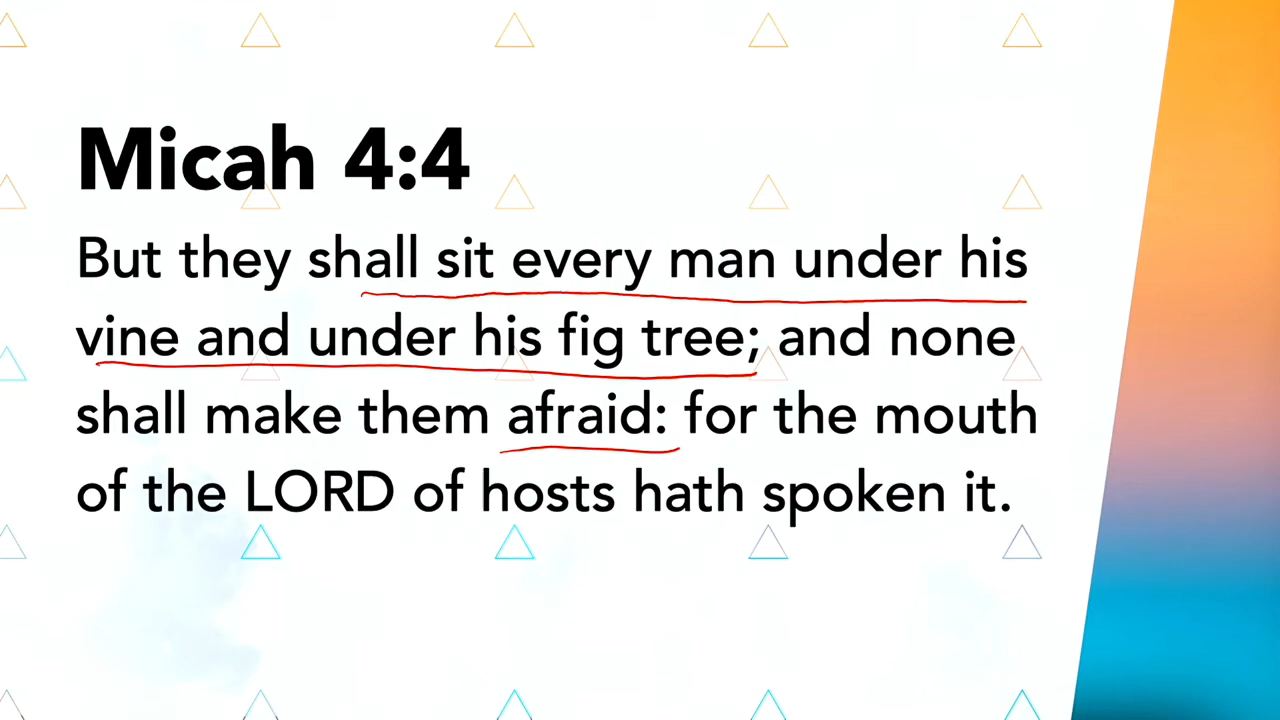 Micah 4:4
But they shall sit every man under his
vine and under his fig tree; and none
shall make them afraid: for the mouth
of the LORD of hosts hath spoken it.